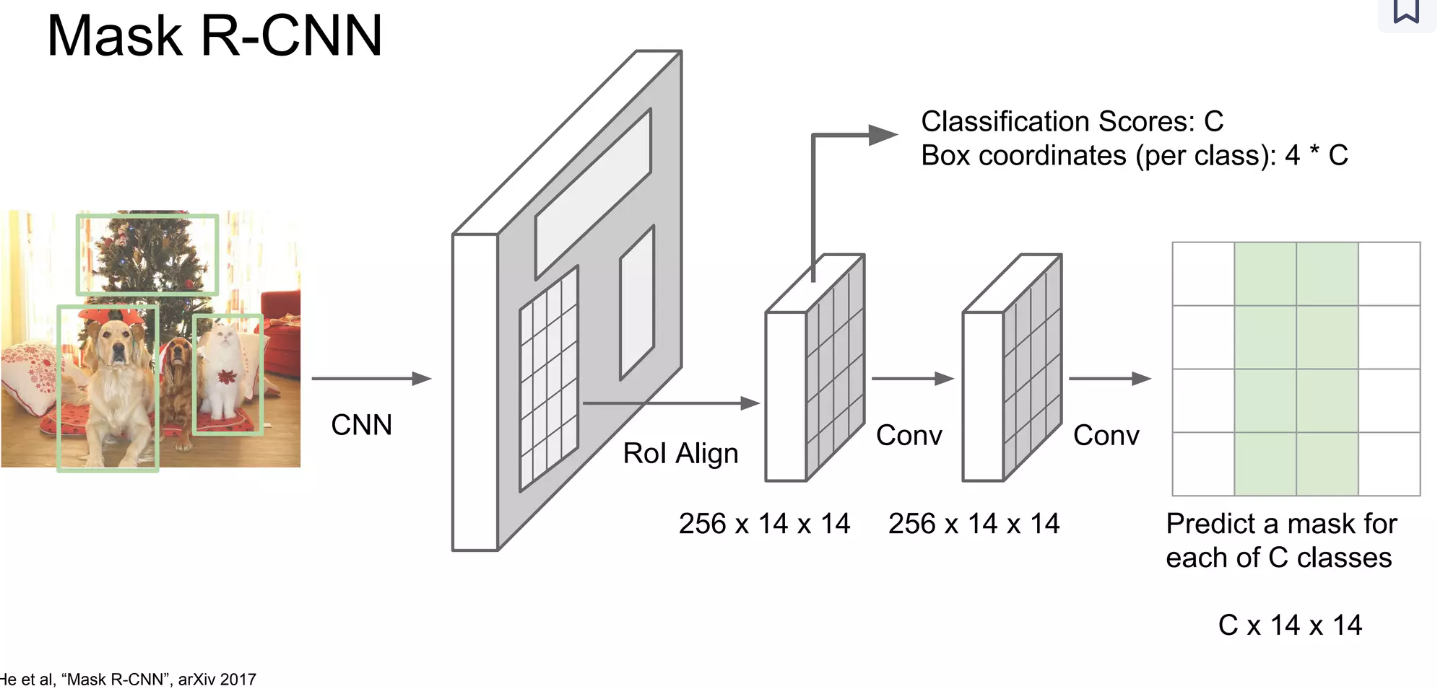 Mask R-CNN
Classification Scores: C
Box coordinates (per class): 4 * C
CNN
RoI Align
Conv
Conv
256 x 14 x 14
256 x 14 x 14
Predict a mask for
each of C classes
C x 14 x 14
He et al, “Mask R-CNN”, arXiv 2017